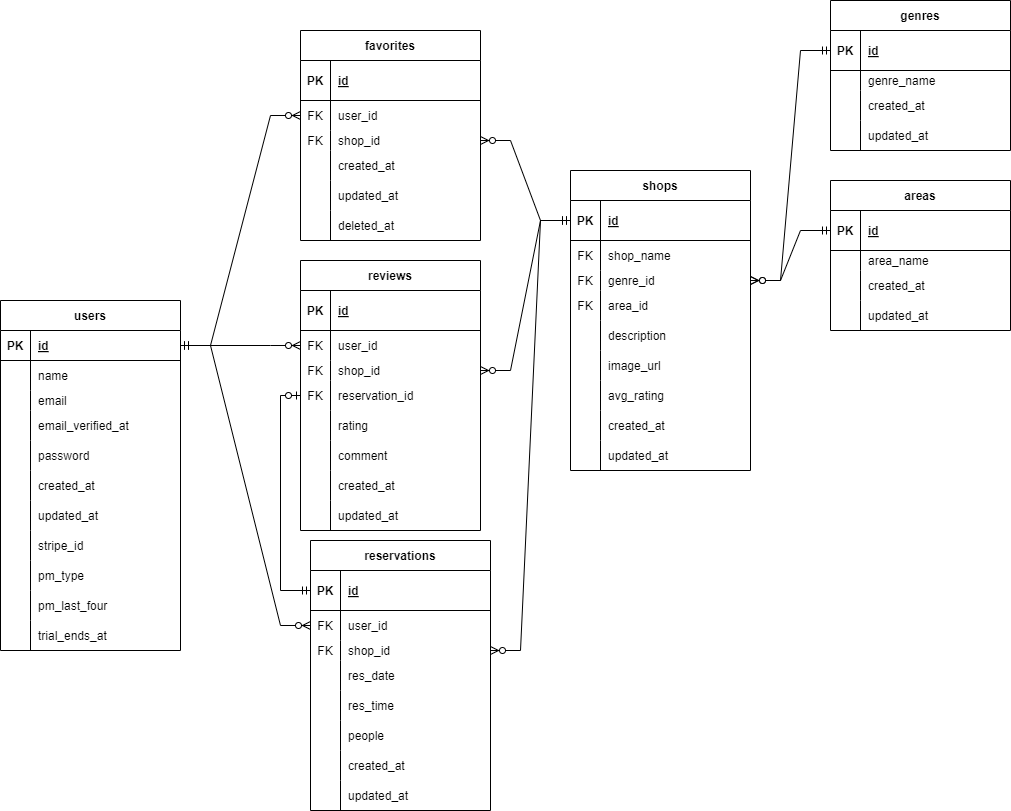 users
PK id
name
email
email_verified_at
password
created_at
updated_at
stripe_id
pm_type
pm_last_four
trial_ends_at
favorites
PK id
FK user_id
FK shop_id
created_at
updated_at
deleted_at
reviews
PK id
FK user_id
FK shop_id
FK reservation_id
rating
comment
created_at
updated_at
reservations
PK id
FK user_id
FK shop_id
res_date
res_time
people
created_at
updated_at
shops
PK id
FK shop_name
FK genre_id
FK area_id
description
image_url
avg_rating
created_at
updated_at
genres
PK id
genre_name
created_at
updated_at
areas
PK id
area_name
created_at
updated_at